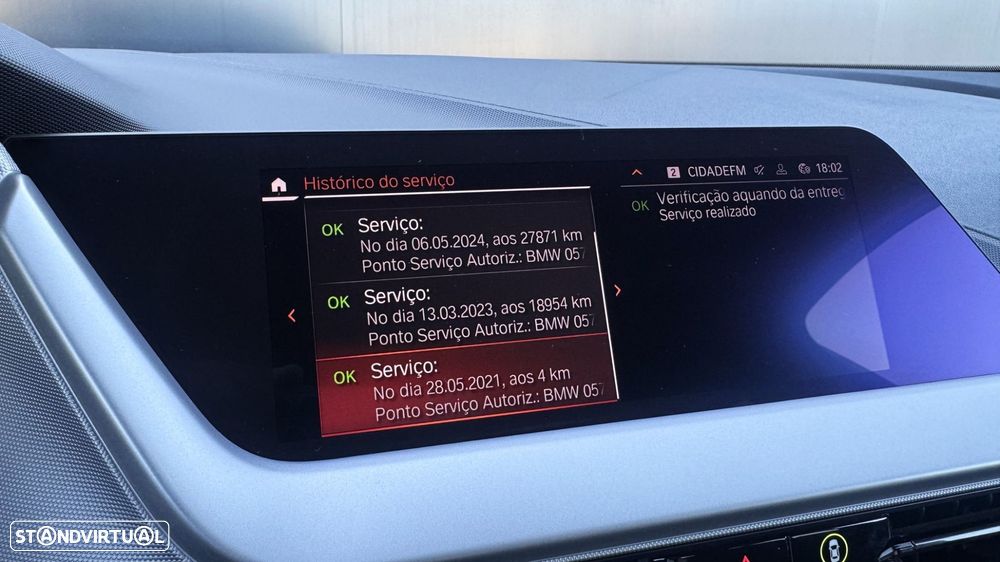 Histórico do serviço
OK Serviço:
No dia 06.05.2024, aos 27871 km
Ponto Serviço Autoriz.: BMW 057
OK Serviço:
No dia 13.03.2023, aos 18954 km
Ponto Serviço Autoriz.: BMW 057
OK Serviço:
No dia 28.05.2021, aos 4 km
Ponto Serviço Autoriz.: BMW 057
2 CIDADEFM 18:02
OK Verificação aquando da entreg
Serviço realizado
STANDVIRTUAL